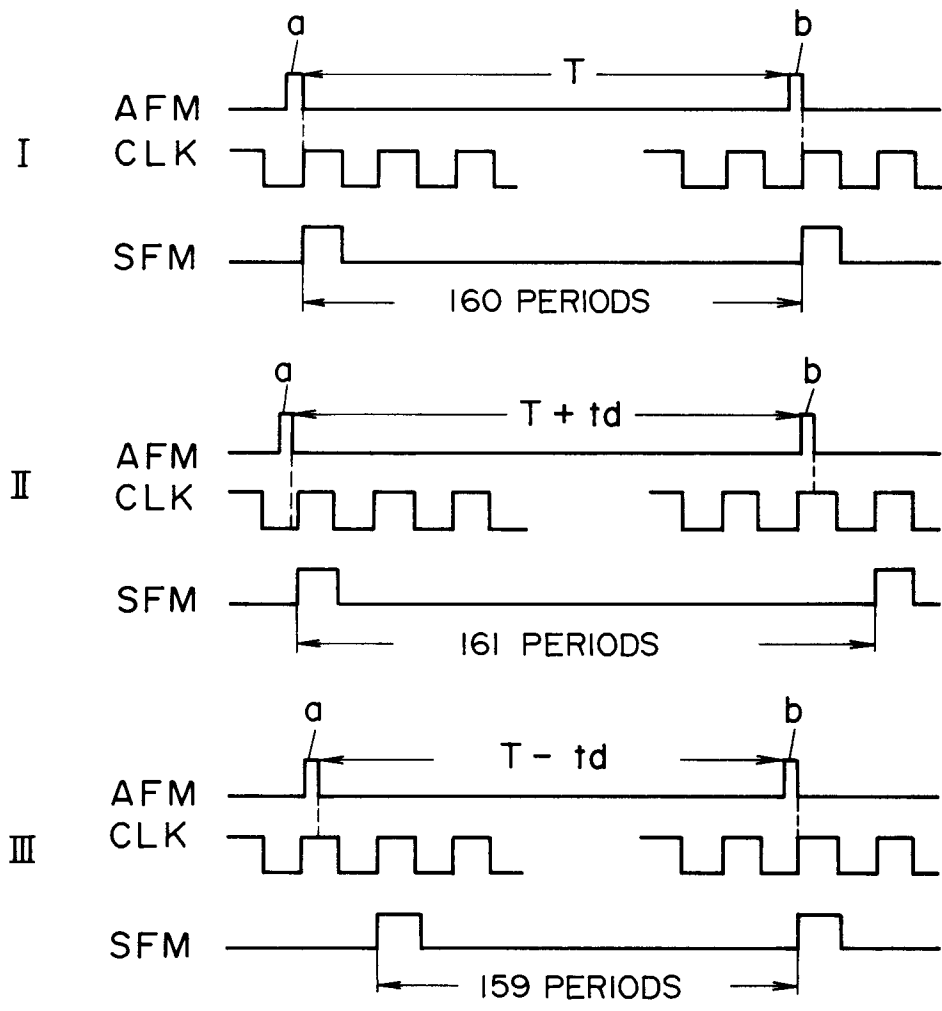 a b
T
AFM
I CLK
SFM
160 PERIODS
a b
T + td
AFM
II CLK
SFM
161 PERIODS
a b
T - td
AFM
III CLK
SFM
159 PERIODS